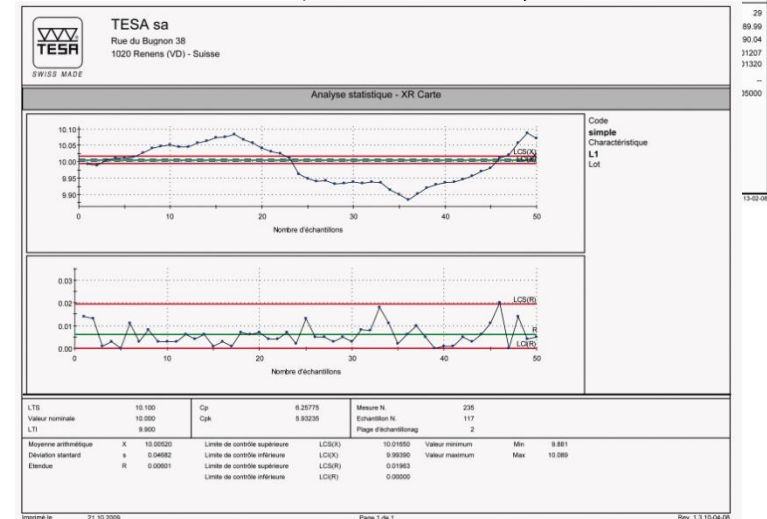 TESA
SWISS MADE
TESA sa
Rue du Bugnon 38
1020 Renens (VD) - Suisse
Analyse statistique - XR Carte
10.10
10.05
10.00
9.95
9.90
LCS(X)
0 10 20 30 40 50
Nombre d'échantillons
Code
simple
Charactéristique
L1
Lot
0.03
0.02
0.01
0.00
LCS(R)
R
LCI(R)
0 10 20 30 40 50
Nombre d'échantillons
LTS 10.100 Cp 6.25775 Mesure N. 235
Valeur nominale 10.000 Cpk 5.93235 Echantillon N. 117
LTI 9.900 Plage d'échantillonag 2
Moyenne arithmétique X 10.00520 Limite de contrôle supérieure LCS(X) 10.01650 Valeur minimum Min 9.881
Déviation stantard s 0.04682 Limite de contrôle inférieure LCI(X) 9.99390 Valeur maximum Max 10.089
Etendue R 0.00601 Limite de contrôle supérieure LCS(R) 0.01963
Limite de contrôle inférieure LCI(R) 0.00000
Imprimé le 21.10.2009 Page 1 de 1 Rev. 1.3 10-04-08
29
89.99
90.04
01207
01320
--
05000
13-02-08